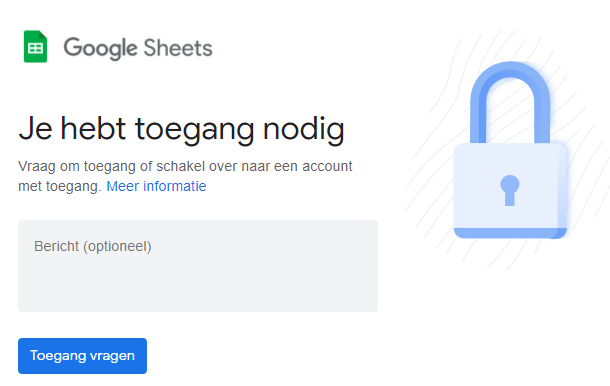 Google Sheets
Je hebt toegang nodig
Vraag om toegang of schakel over naar een account
met toegang. Meer informatie
Bericht (optioneel)
Toegang vragen